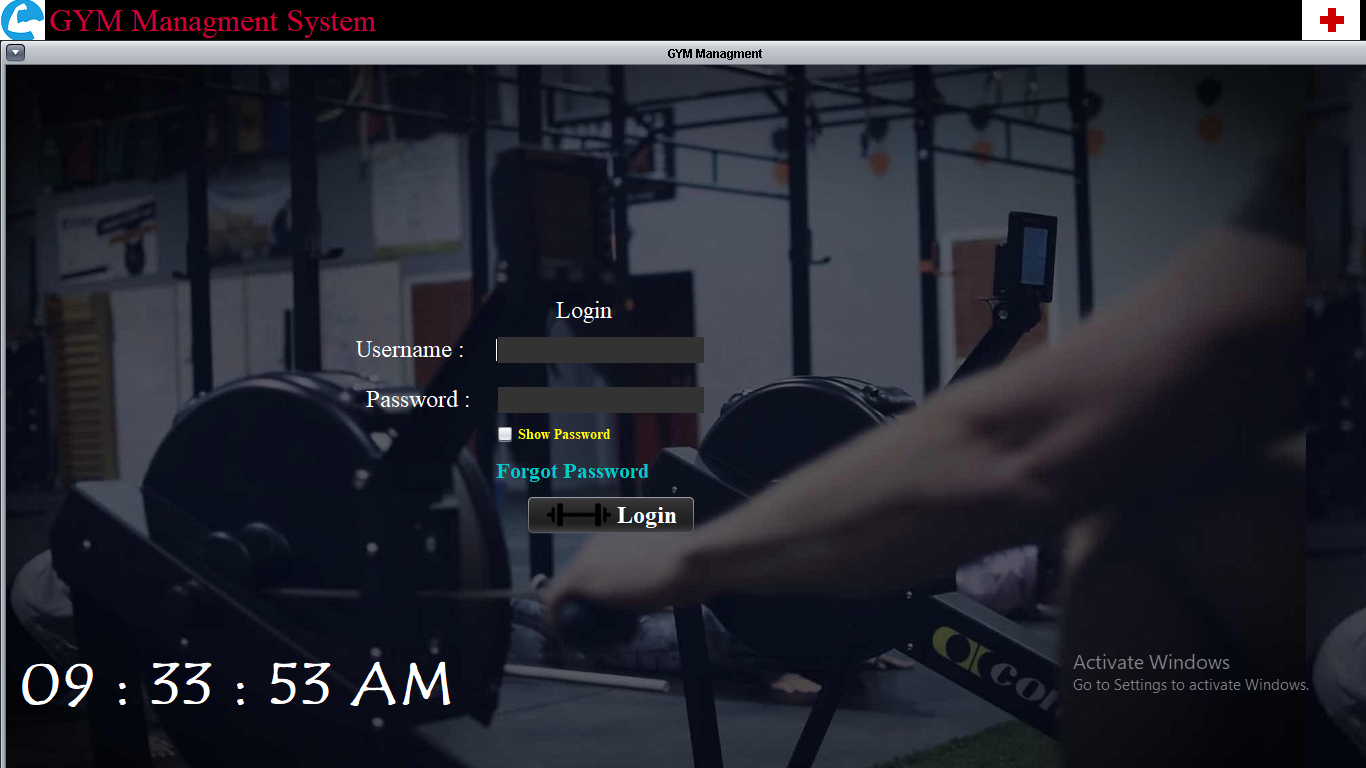 GYM Managment System
GYM Managment
Login
Username :
Password :
Show Password
Forgot Password
Login
09 : 33 : 53 AM
Activate Windows
Go to Settings to activate Windows.